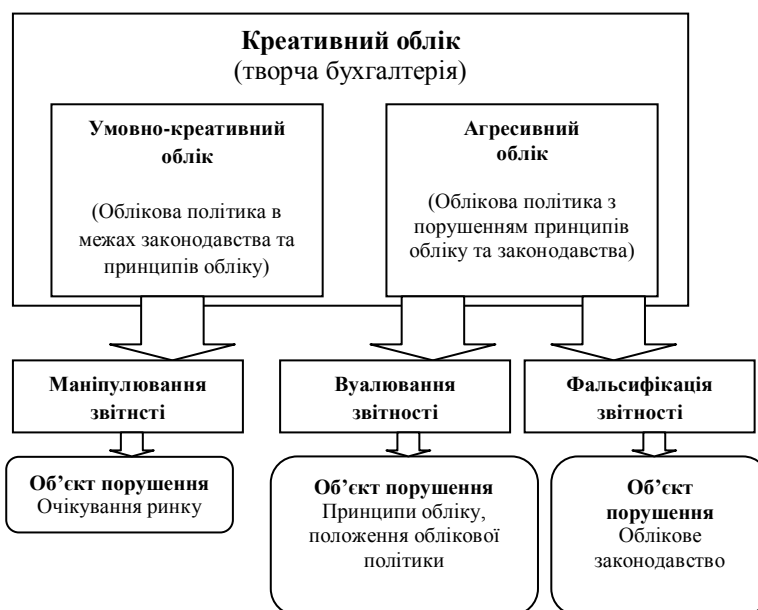 Креативний облік
(творча бухгалтерія)
Умовно-креативний
облік
(Облікова політика в
межах законодавства та
принципів обліку)
Агресивний
облік
(Облікова політика з
порушенням принципів
обліку та законодавства)
Маніпулювання
звітнсті
Вуалювання
звітності
Фальсифікація
звітності
Об’єкт порушення
Очікування ринку
Об’єкт порушення
Принципи обліку,
положення облікової
політики
Об’єкт
порушення
Облікове
законодавство